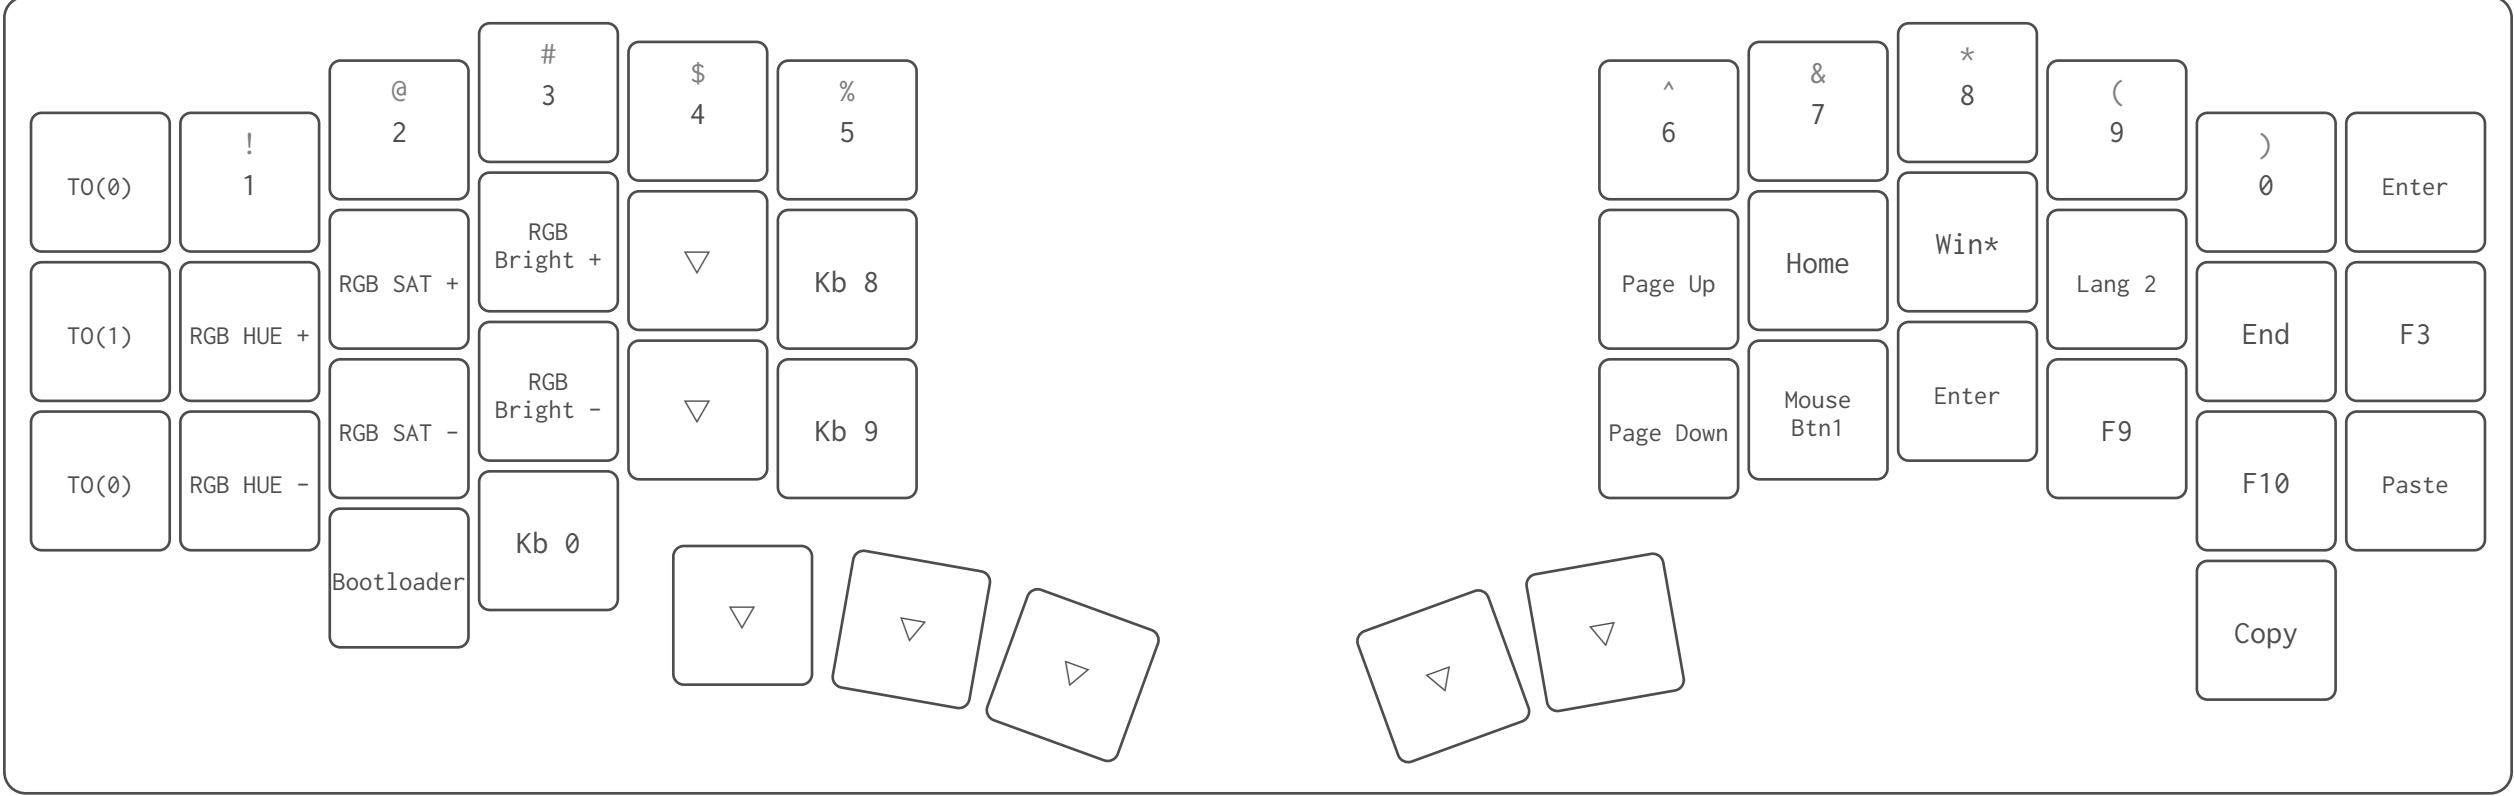 TO(0)
!
1
@
2
#
3
$
4
%
5
^
6
&
7
*
8
(
9
)
0
Enter
TO(1)
RGB HUE +
RGB SAT +
RGB
Bright +
▽
Kb 8
Page Up
Home
Win*
Lang 2
End
F3
TO(0)
RGB HUE -
RGB SAT -
RGB
Bright -
▽
Kb 9
Page Down
Mouse
Btn1
Enter
F9
F10
Paste
Bootloader
Kb 0
▽
▽
▽
▽
▽
Copy